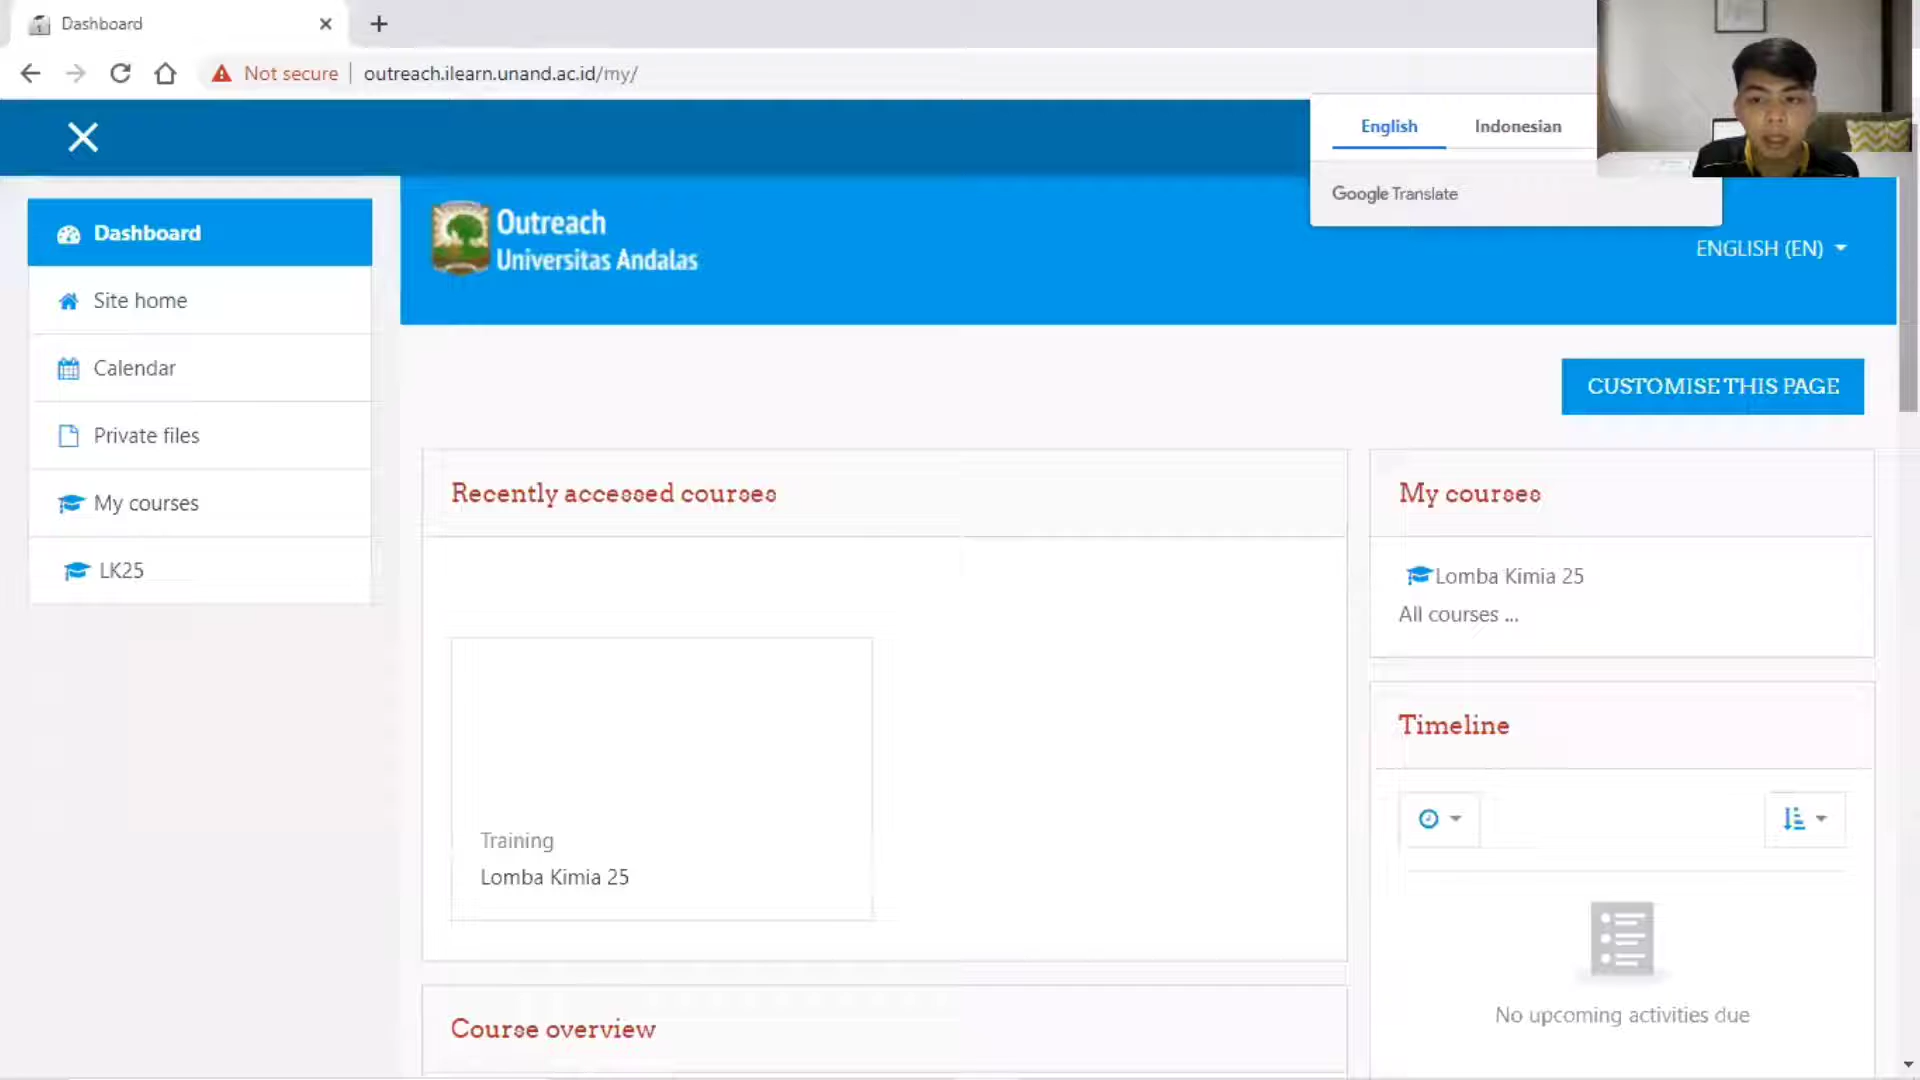 Dashboard
Not secure
outreach.ilearn.unand.ac.id/my/
English
Indonesian
Google Translate
Outreach
Universitas Andalas
ENGLISH (EN)
Dashboard
Site home
Calendar
Private files
My courses
LK25
CUSTOMISE THIS PAGE
Recently accessed courses
Training
Lomba Kimia 25
Course overview
My courses
Lomba Kimia 25
All courses ...
Timeline
No upcoming activities due